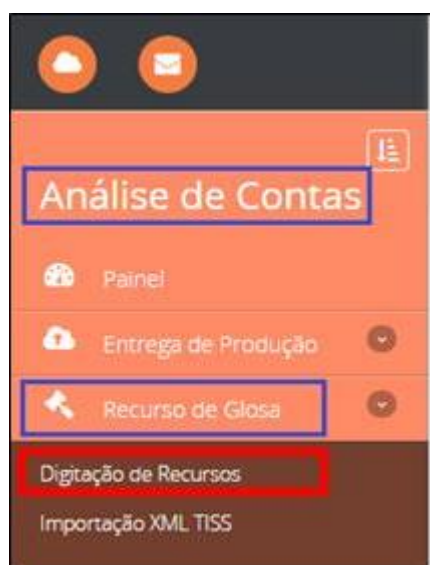 Análise de Contas
Painel
Entrega de Produção
Recurso de Glosa
Digitação de Recursos
Importação XML TISS